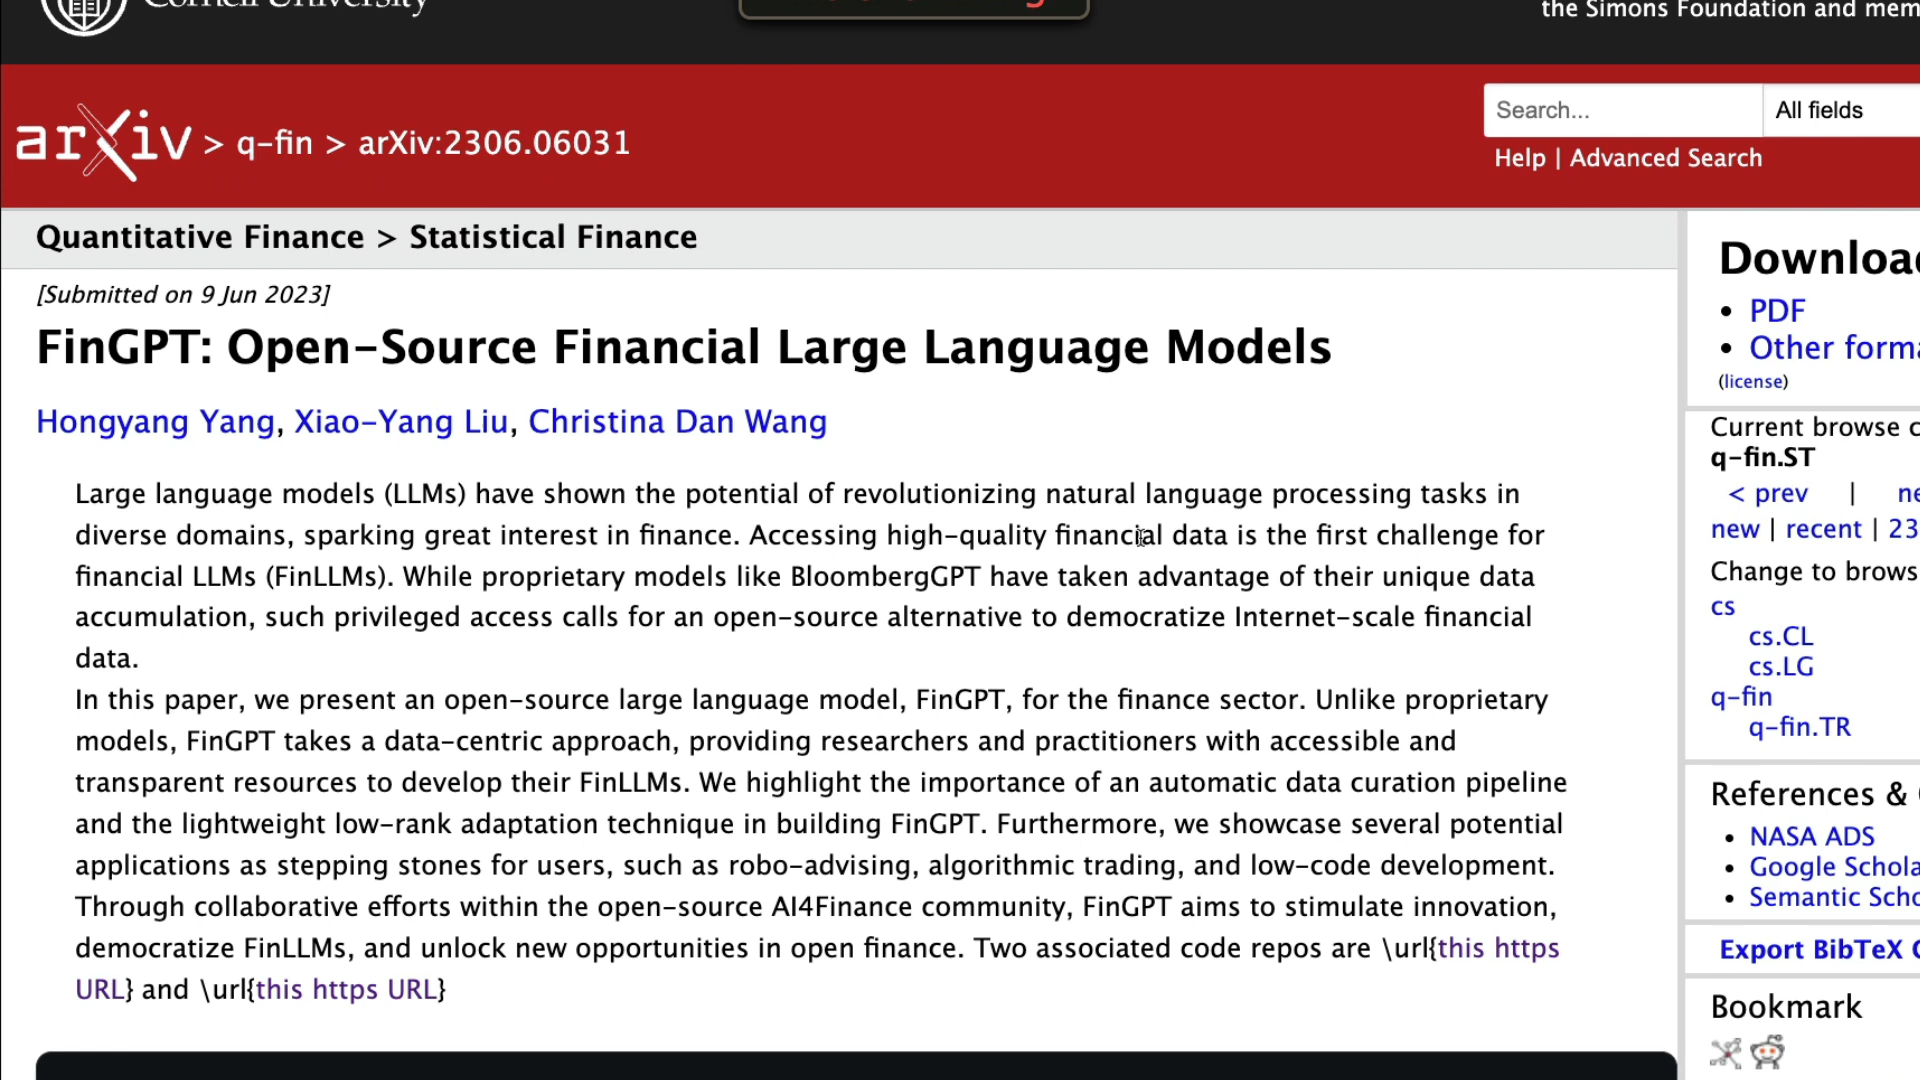 Cornell University
the Simons Foundation and mem
arXiv > q-fin > arXiv:2306.06031
Search...
All fields
Help | Advanced Search
Quantitative Finance > Statistical Finance
[Submitted on 9 Jun 2023]
FinGPT: Open-Source Financial Large Language Models
Hongyang Yang, Xiao-Yang Liu, Christina Dan Wang
Large language models (LLMs) have shown the potential of revolutionizing natural language processing tasks in
diverse domains, sparking great interest in finance. Accessing high-quality financial data is the first challenge for
financial LLMs (FinLLMs). While proprietary models like BloombergGPT have taken advantage of their unique data
accumulation, such privileged access calls for an open-source alternative to democratize Internet-scale financial
data.
In this paper, we present an open-source large language model, FinGPT, for the finance sector. Unlike proprietary
models, FinGPT takes a data-centric approach, providing researchers and practitioners with accessible and
transparent resources to develop their FinLLMs. We highlight the importance of an automatic data curation pipeline
and the lightweight low-rank adaptation technique in building FinGPT. Furthermore, we showcase several potential
applications as stepping stones for users, such as robo-advising, algorithmic trading, and low-code development.
Through collaborative efforts within the open-source AI4Finance community, FinGPT aims to stimulate innovation,
democratize FinLLMs, and unlock new opportunities in open finance. Two associated code repos are \url{this https
URL} and \url{this https URL}
Downloa
PDF
Other forma
(license)
Current browse c
q-fin.ST
< prev | ne
new | recent | 23
Change to brows
cs
cs.CL
cs.LG
q-fin
q-fin.TR
References &
NASA ADS
Google Schola
Semantic Scho
Export BibTeX C
Bookmark